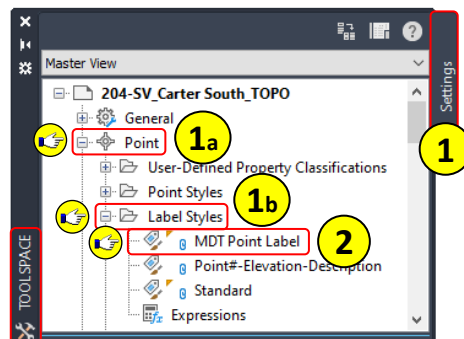 Master View
204-SV_Carter South_TOPO
General
Point
1a
User-Defined Property Classifications
Point Styles
1b
Label Styles
MDT Point Label
2
Point#-Elevation-Description
Standard
Expressions
Settings
1
TOOLSPACE